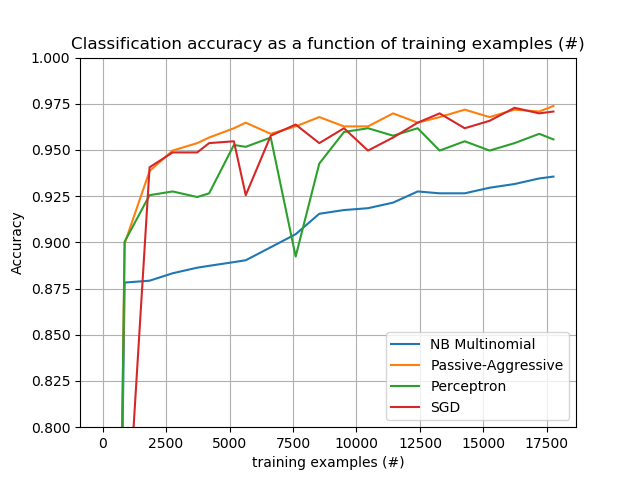 Classification accuracy as a function of training examples (#)
1.000
0.975
0.950
0.925
0.900
0.875
0.850
0.825
0.800
Accuracy
NB Multinomial
Passive-Aggressive
Perceptron
SGD
0 2500 5000 7500 10000 12500 15000 17500
training examples (#)